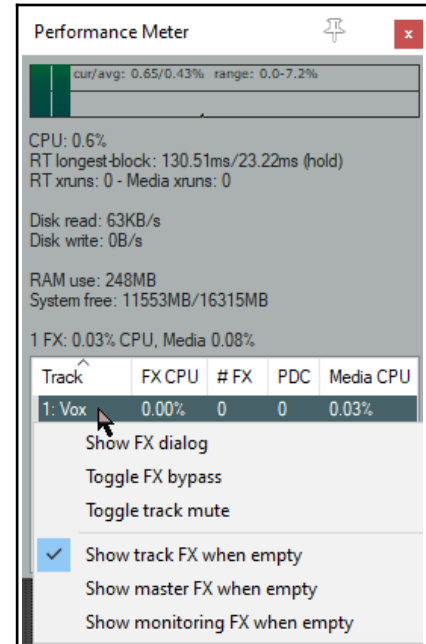 Performance Meter
x
cur/avg: 0.65/0.43% range: 0.0-7.2%
CPU: 0.6%
RT longest-block: 130.51ms/23.22ms (hold)
RT xruns: 0 - Media xruns: 0
Disk read: 63KB/s
Disk write: 0B/s
RAM use: 248MB
System free: 11553MB/16315MB
1 FX: 0.03% CPU, Media 0.08%
Track FX CPU # FX PDC Media CPU
1: Vox 0.00% 0 0 0.03%
Show FX dialog
Toggle FX bypass
Toggle track mute
Show track FX when empty
Show master FX when empty
Show monitoring FX when empty